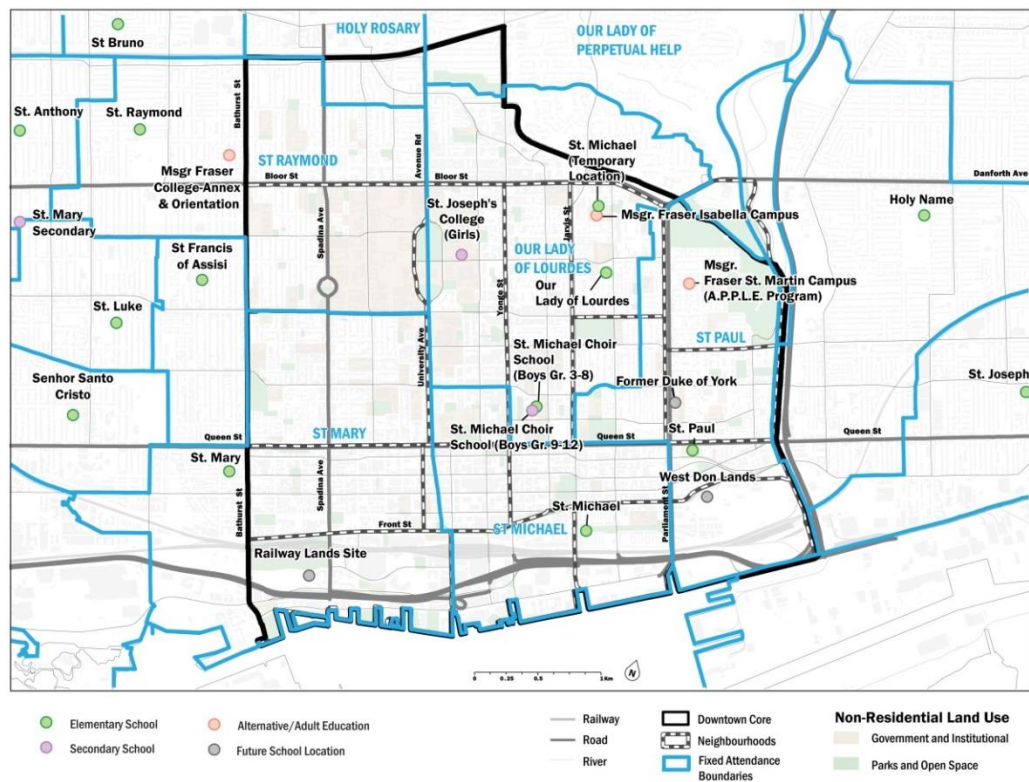 HOLY ROSARY
OUR LADY OF
PERPETUAL HELP
St Bruno
St. Anthony
St. Raymond
Bathurst St
Avenue Rd
St. Michael
(Temporary
Location)
ST RAYMOND
Bloor St
Bloor St
Danforth Ave
Msgr Fraser
College-Annex
& Orientation
St. Mary
Secondary
St. Joseph's
College
(Girls)
Jarvis St
Msgr. Fraser Isabella Campus
Holy Name
Spadina Ave
St Francis
of Assisi
OUR LADY
OF LOURDES
Our
Lady of Lourdes
Msgr.
Fraser St. Martin Campus
(A.P.P.L.E. Program)
St. Luke
Yonge St
University Ave
ST PAUL
St. Michael Choir
School
(Boys Gr. 3-8)
Former Duke of York
Senhor Santo
Cristo
St. Joseph
Queen St
ST MARY
St. Michael Choir
School (Boys Gr. 9-12)
Queen St
St. Paul
Queen St
St. Mary
Spadina Ave
West Don Lands
Bathurst St
Front St
St. Michael
ST MICHAEL
Parliament St
Railway Lands Site
0 0.25 0.5 1 Km
N
Elementary School
Secondary School
Alternative/Adult Education
Future School Location
Railway
Road
River
Downtown Core
Neighbourhoods
Fixed Attendance
Boundaries
Non-Residential Land Use
Government and Institutional
Parks and Open Space